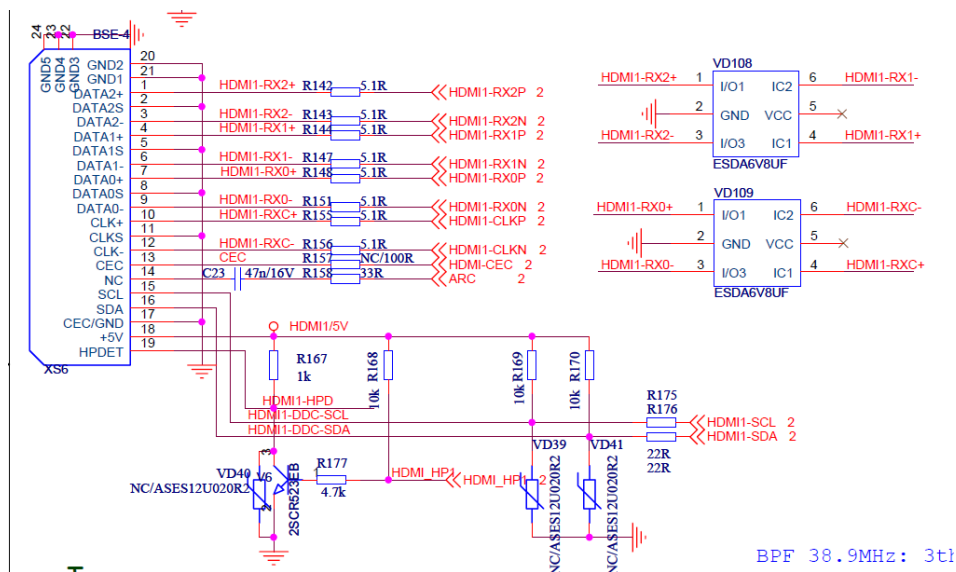 24
23
22
BSE-4
GND5
GND4
GND3
GND2 20
GND1 21
DATA2+ 1 HDMI1-RX2+ R142 5.1R HDMI1-RX2P 2
DATA2S 2
DATA2- 3 HDMI1-RX2- R143 5.1R HDMI1-RX2N 2
DATA1+ 4 HDMI1-RX1+ R144 5.1R HDMI1-RX1P 2
DATA1S 5
DATA1- 6 HDMI1-RX1- R147 5.1R HDMI1-RX1N 2
DATA0+ 7 HDMI1-RX0+ R148 5.1R HDMI1-RX0P 2
DATA0S 8
DATA0- 9 HDMI1-RX0- R151 5.1R HDMI1-RX0N 2
CLK+ 10 HDMI1-RXC+ R155 5.1R HDMI1-CLKP 2
CLKS 11
CLK- 12 HDMI1-RXC- R156 5.1R HDMI1-CLKN 2
CEC 13 CEC R157 NC/100R HDMI-CEC 2
NC 14 C23 47n/16V R158 33R ARC 2
SCL 15
SDA 16
CEC/GND 17
+5V 18
HPDET 19
XS6
VD108
HDMI1-RX2+ 1 I/O1 IC2 6 HDMI1-RX1-
2 GND VCC 5
HDMI1-RX2- 3 I/O3 IC1 4 HDMI1-RX1+
ESDA6V8UF
VD109
HDMI1-RX0+ 1 I/O1 IC2 6 HDMI1-RXC-
2 GND VCC 5
HDMI1-RX0- 3 I/O3 IC1 4 HDMI1-RXC+
ESDA6V8UF
HDMI1/5V
R167
1k
R168
10k
R169
10k
R170
10k
HDMI1-HPD
HDMI1-DDC-SCL
HDMI1-DDC-SDA
R175
R176
HDMI1-SCL 2
HDMI1-SDA 2
22R
22R
VD40
NC/ASES12U020R2
3
V6
1
2
2SCR523EB
R177
4.7k
HDMI_HP1
HDMI_HP1 2
VD39
NC/ASES12U020R2
VD41
NC/ASES12U020R2
BPF 38.9MHz: 3th